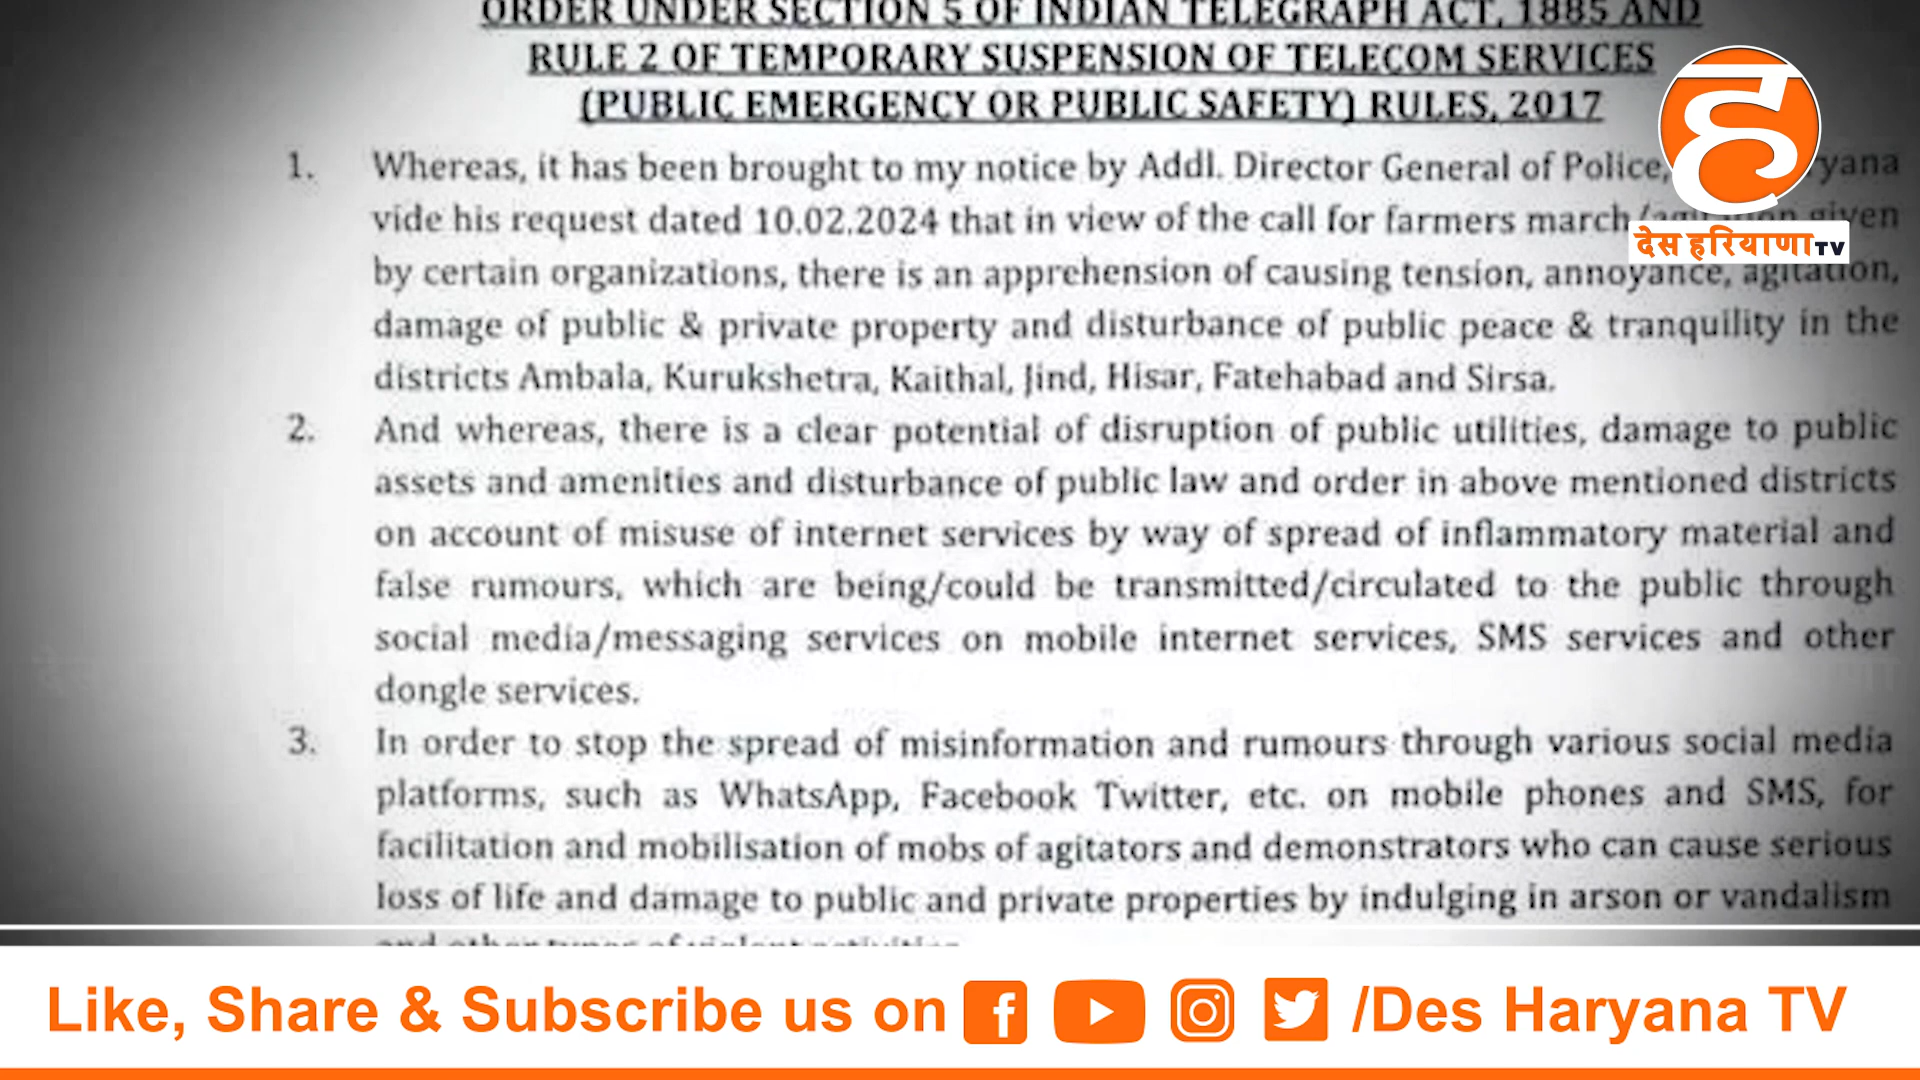 ORDER UNDER SECTION 5 OF INDIAN TELEGRAPH ACT, 1885 AND
RULE 2 OF TEMPORARY SUSPENSION OF TELECOM SERVICES
(PUBLIC EMERGENCY OR PUBLIC SAFETY) RULES, 2017
1. Whereas, it has been brought to my notice by Addl. Director General of Police,
vide his request dated 10.02.2024 that in view of the call for farmers march/agitation given
by certain organizations, there is an apprehension of causing tension, annoyance, agitation,
damage of public & private property and disturbance of public peace & tranquility in the
districts Ambala, Kurukshetra, Kaithal, Jind, Hisar, Fatehabad and Sirsa.
2. And whereas, there is a clear potential of disruption of public utilities, damage to public
assets and amenities and disturbance of public law and order in above mentioned districts
on account of misuse of internet services by way of spread of inflammatory material and
false rumours, which are being/could be transmitted/circulated to the public through
social media/messaging services on mobile internet services, SMS services and other
dongle services.
3. In order to stop the spread of misinformation and rumours through various social media
platforms, such as WhatsApp, Facebook Twitter, etc. on mobile phones and SMS, for
facilitation and mobilisation of mobs of agitators and demonstrators who can cause serious
loss of life and damage to public and private properties by indulging in arson or vandalism
ह
देस हरियाणा TV
Like, Share & Subscribe us on /Des Haryana TV